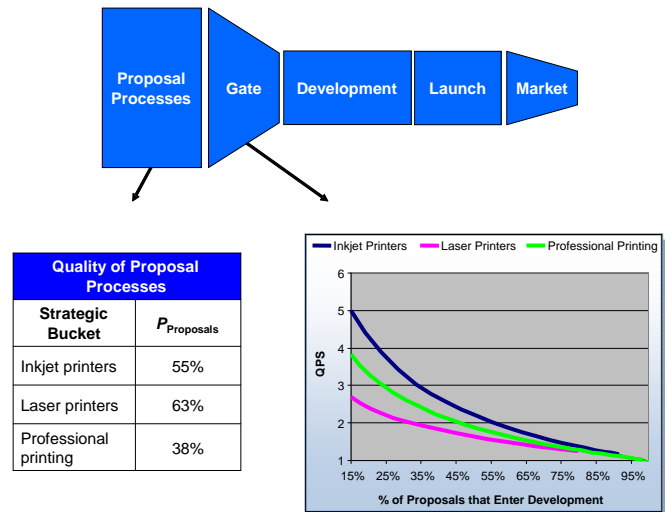 Proposal
Processes
Gate
Development
Launch
Market
Quality of Proposal
Processes
Strategic
Bucket
PProposals
Inkjet printers
55%
Laser printers
63%
Professional
printing
38%
Inkjet Printers
Laser Printers
Professional Printing
6
5
4
3
2
1
QPS
15%
25%
35%
45%
55%
65%
75%
85%
95%
% of Proposals that Enter Development